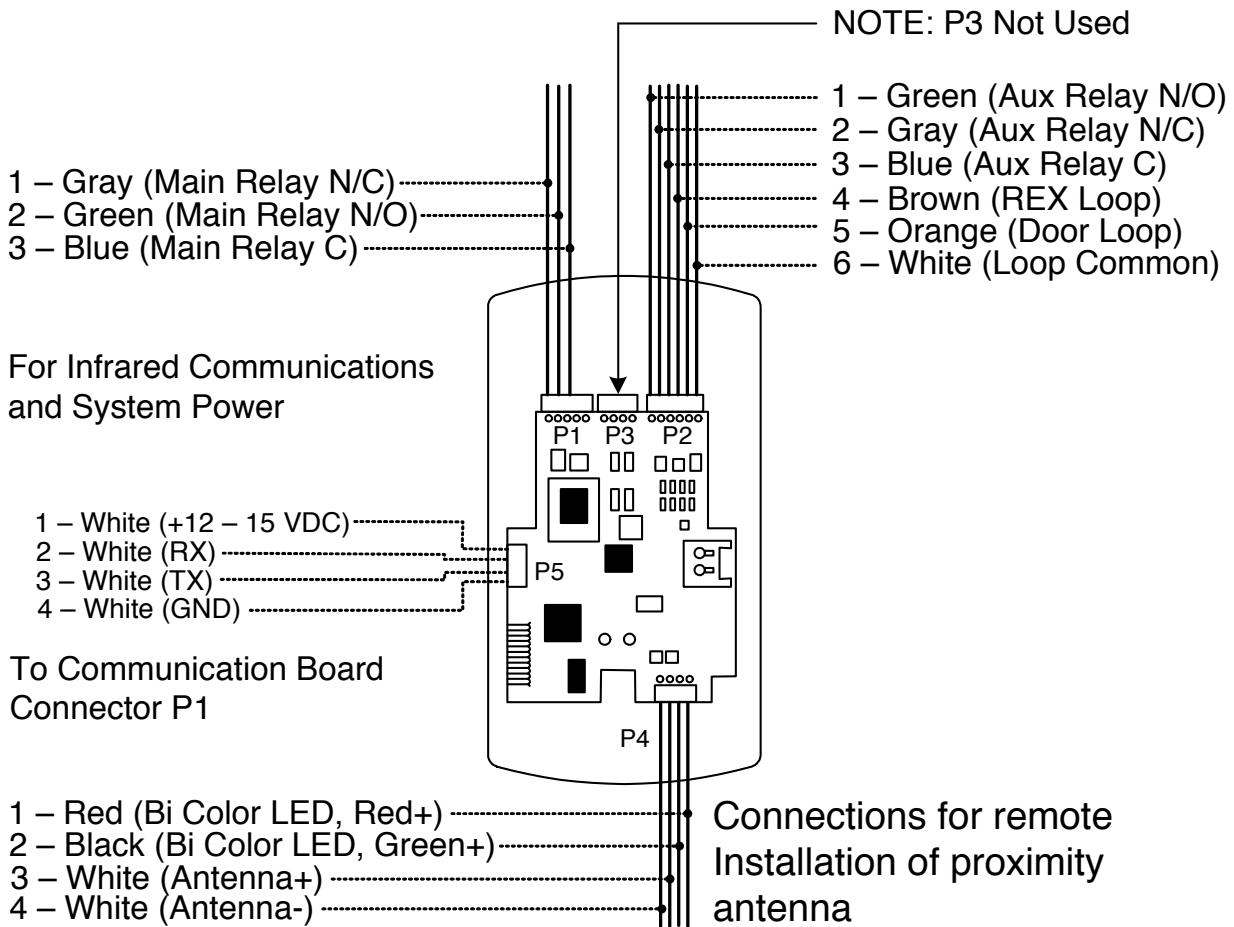 NOTE: P3 Not Used
1 – Green (Aux Relay N/O)
2 – Gray (Aux Relay N/C)
3 – Blue (Aux Relay C)
4 – Brown (REX Loop)
5 – Orange (Door Loop)
6 – White (Loop Common)
1 – Gray (Main Relay N/C)
2 – Green (Main Relay N/O)
3 – Blue (Main Relay C)
For Infrared Communications
and System Power
P1 P3 P2
1 – White (+12 – 15 VDC)
2 – White (RX)
3 – White (TX)
4 – White (GND)
P5
To Communication Board
Connector P1
P4
1 – Red (Bi Color LED, Red+)
2 – Black (Bi Color LED, Green+)
3 – White (Antenna+)
4 – White (Antenna-)
Connections for remote
Installation of proximity
antenna